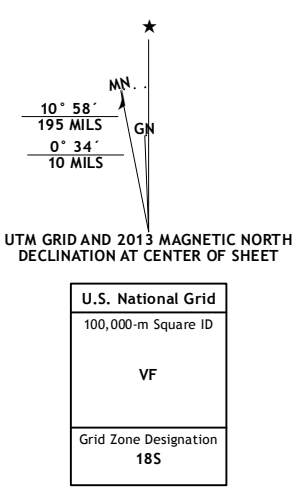 ★
MN
GN
10° 58´
195 MILS
0° 34´
10 MILS
UTM GRID AND 2013 MAGNETIC NORTH
DECLINATION AT CENTER OF SHEET
U.S. National Grid
100,000-m Square ID
VF
Grid Zone Designation
18S